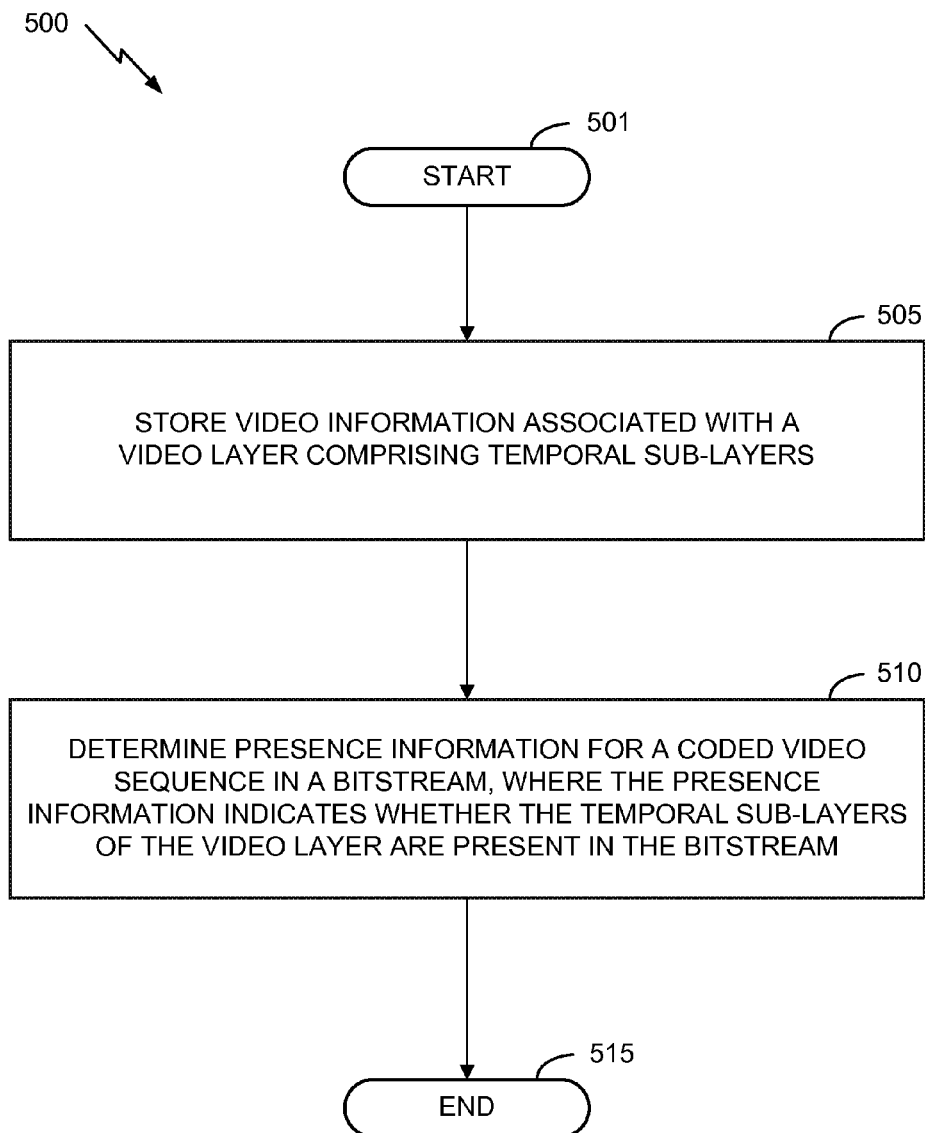 500
501
START
505
STORE VIDEO INFORMATION ASSOCIATED WITH A
VIDEO LAYER COMPRISING TEMPORAL SUB-LAYERS
510
DETERMINE PRESENCE INFORMATION FOR A CODED VIDEO
SEQUENCE IN A BITSTREAM, WHERE THE PRESENCE
INFORMATION INDICATES WHETHER THE TEMPORAL SUB-LAYERS
OF THE VIDEO LAYER ARE PRESENT IN THE BITSTREAM
515
END